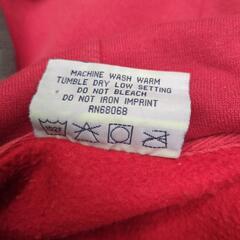 MACHINE WASH WARM
TUMBLE DRY LOW SETTING
DO NOT BLEACH
DO NOT IRON IMPRINT
RN68068